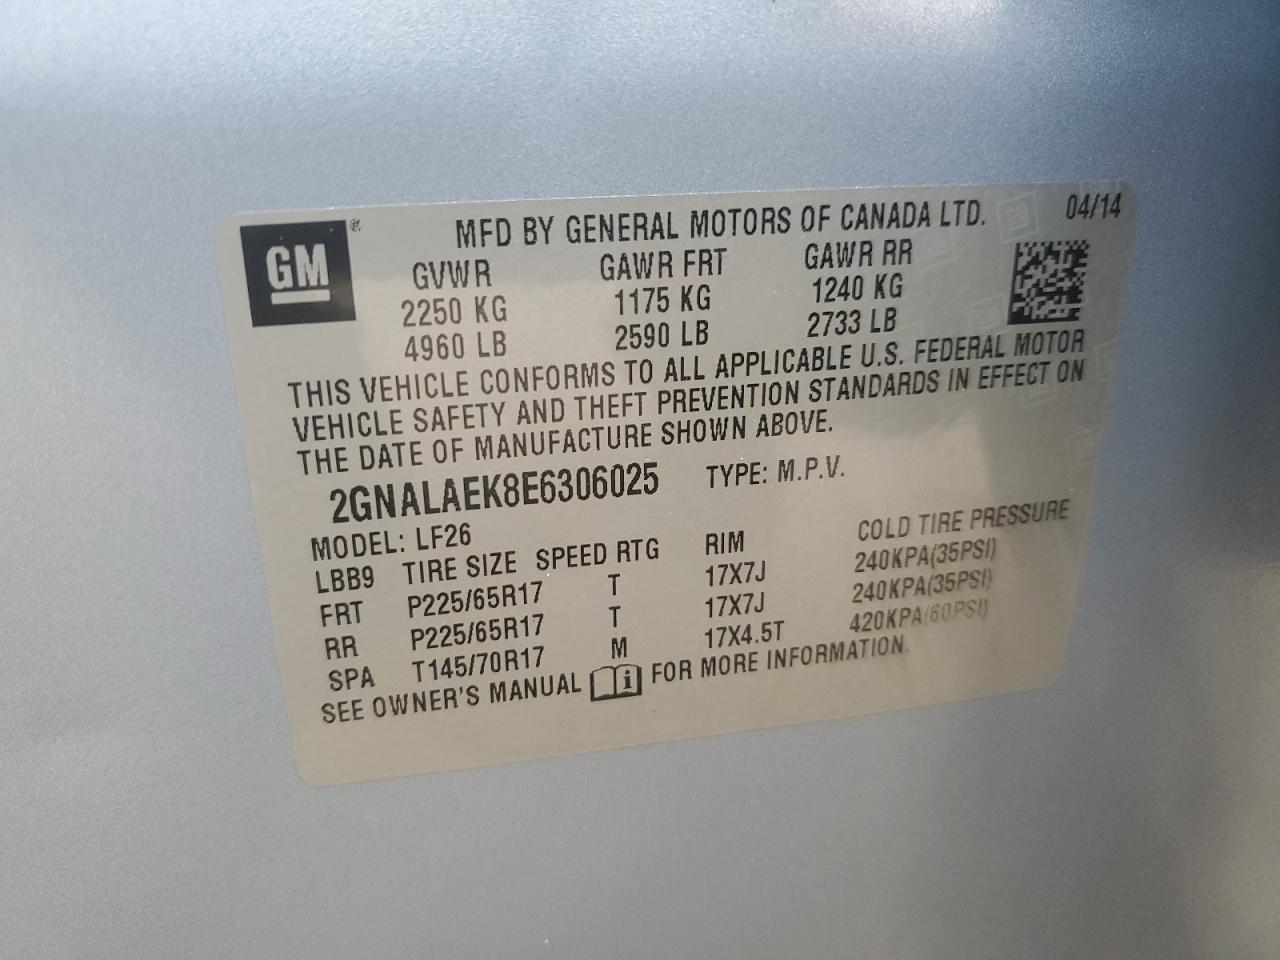 GM ® MFD BY GENERAL MOTORS OF CANADA LTD. 04/14
GVWR GAWR FRT GAWR RR
2250 KG 1175 KG 1240 KG
4960 LB 2590 LB 2733 LB
THIS VEHICLE CONFORMS TO ALL APPLICABLE U.S. FEDERAL MOTOR
VEHICLE SAFETY AND THEFT PREVENTION STANDARDS IN EFFECT ON
THE DATE OF MANUFACTURE SHOWN ABOVE.
2GNALAEK8E6306025 TYPE: M.P.V.
MODEL: LF26
LBB9 TIRE SIZE SPEED RTG RIM COLD TIRE PRESSURE
FRT P225/65R17 T 17X7J 240KPA(35PSI)
RR P225/65R17 T 17X7J 240KPA(35PSI)
SPA T145/70R17 M 17X4.5T 420KPA(60PSI)
SEE OWNER'S MANUAL i FOR MORE INFORMATION.